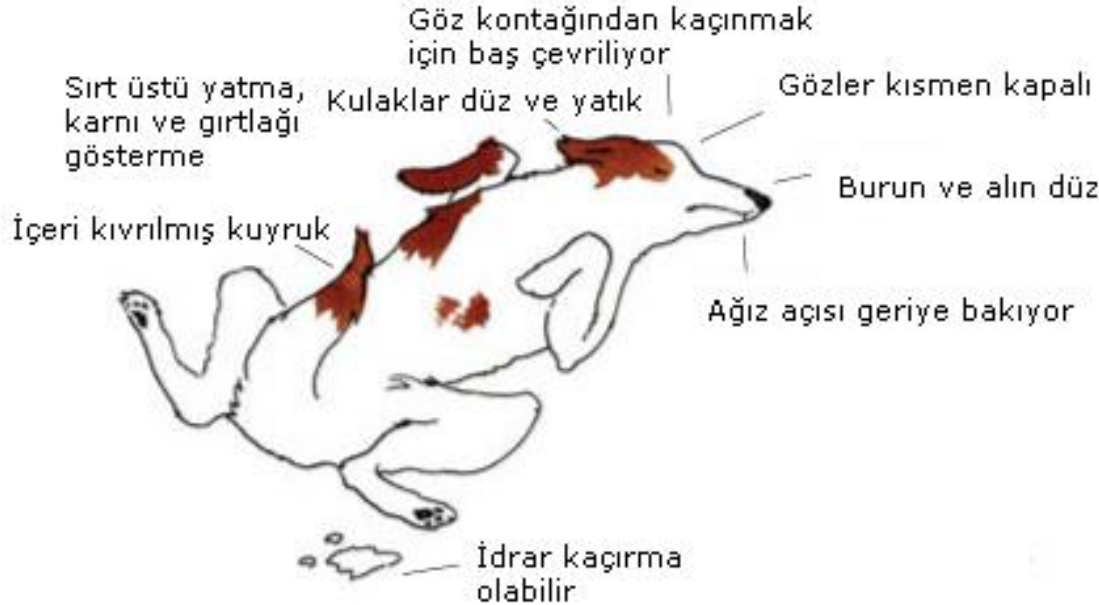 Göz kontağından kaçınmak
için baş çevriliyor
Sırt üstü yatma,
karnı ve gırtlağı
gösterme
Kulaklar düz ve yatık
Gözler kısmen kapalı
Burun ve alın düz
İçeri kıvrılmış kuyruk
Ağız açısı geriye bakıyor
İdrar kaçırma
olabilir